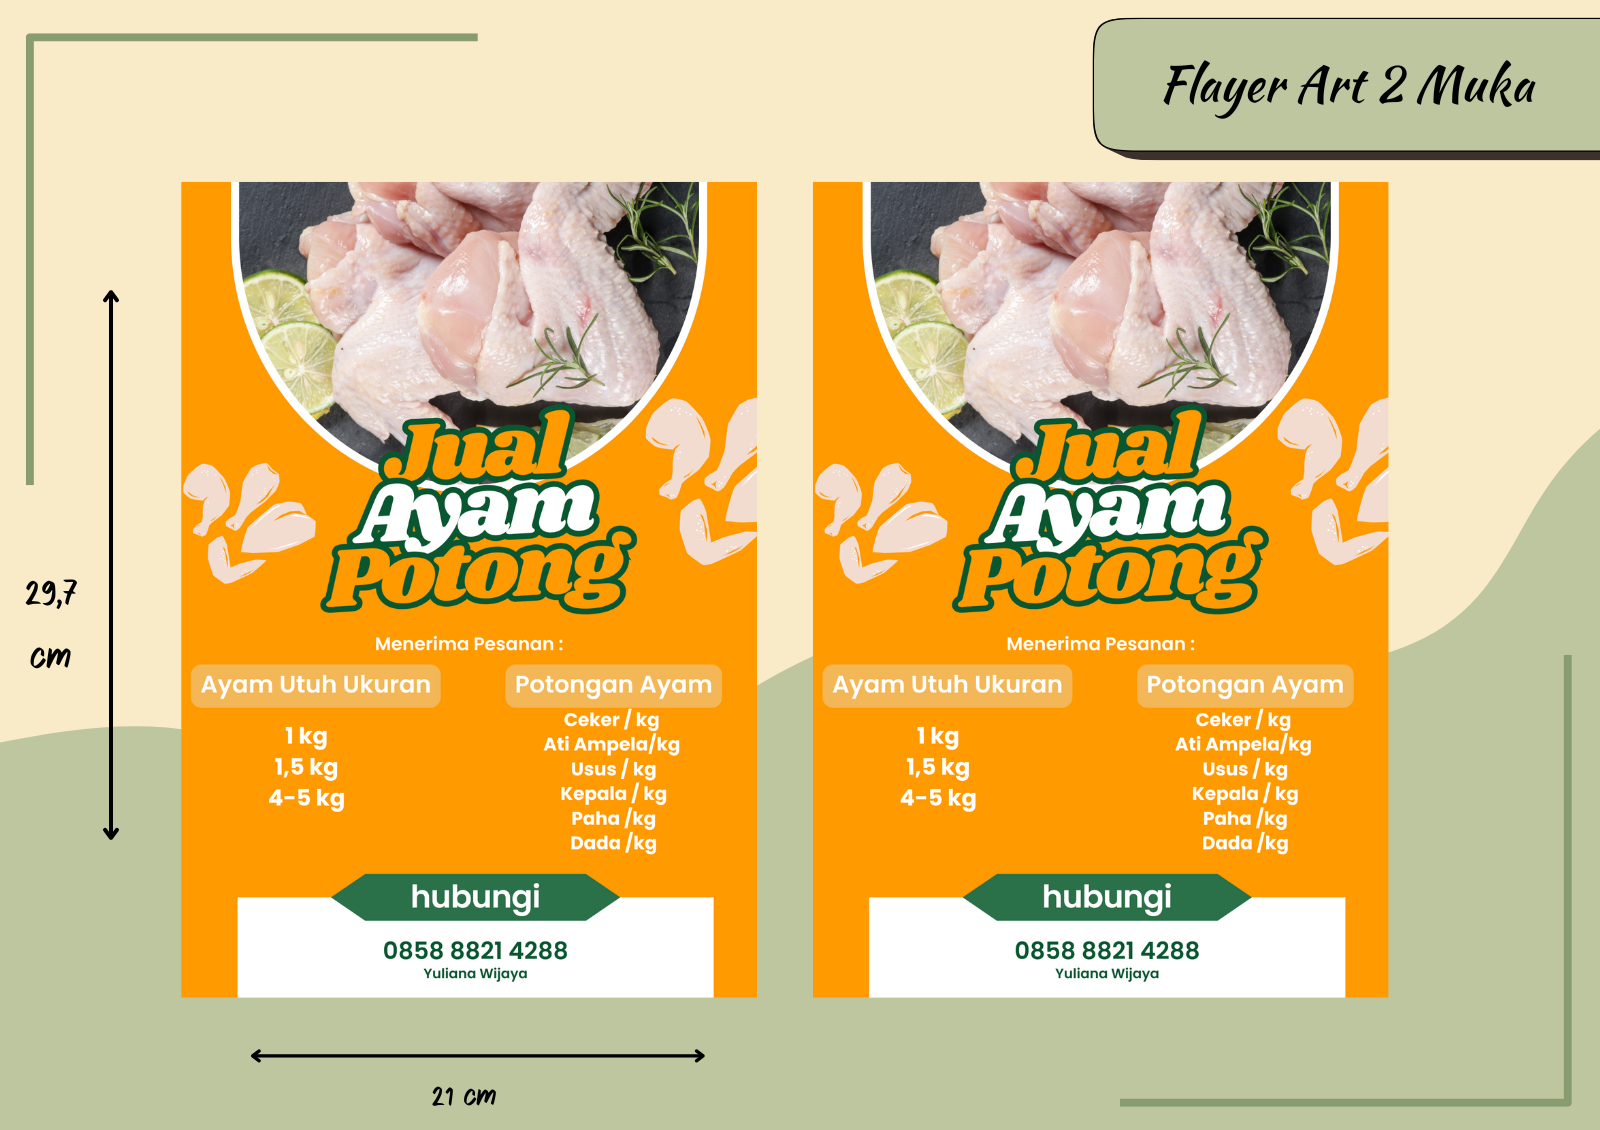 Flayer Art 2 Muka
Jual
Ayam
Potong
Menerima Pesanan :
Ayam Utuh Ukuran
1 kg
1,5 kg
4-5 kg
Potongan Ayam
Ceker / kg
Ati Ampela/kg
Usus / kg
Kepala / kg
Paha /kg
Dada /kg
hubungi
0858 8821 4288
Yuliana Wijaya
Jual
Ayam
Potong
Menerima Pesanan :
Ayam Utuh Ukuran
1 kg
1,5 kg
4-5 kg
Potongan Ayam
Ceker / kg
Ati Ampela/kg
Usus / kg
Kepala / kg
Paha /kg
Dada /kg
hubungi
0858 8821 4288
Yuliana Wijaya
29,7
cm
21 cm